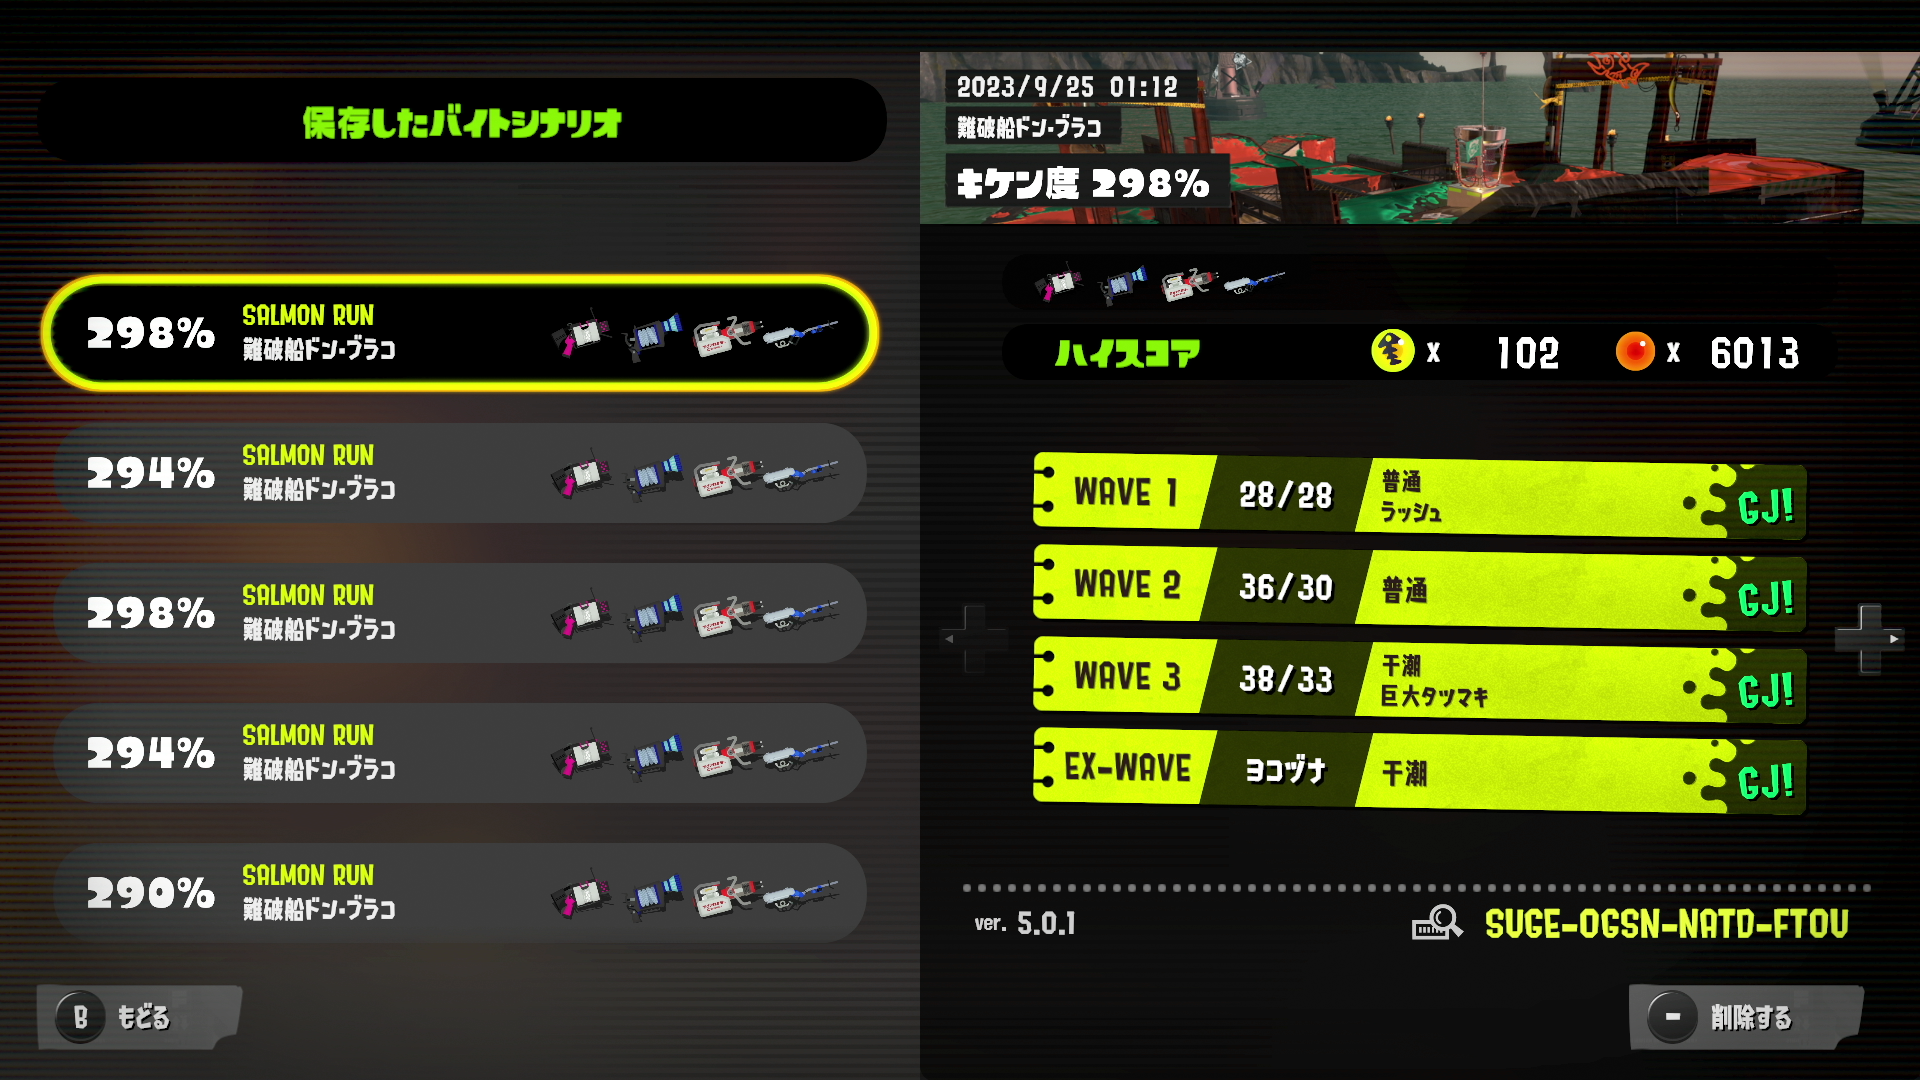 保存したバイトシナリオ
298%
SALMON RUN
難破船ドン・ブラコ
294%
SALMON RUN
難破船ドン・ブラコ
298%
SALMON RUN
難破船ドン・ブラコ
294%
SALMON RUN
難破船ドン・ブラコ
290%
SALMON RUN
難破船ドン・ブラコ
B もどる
2023/9/25 01:12
難破船ドン・ブラコ
キケン度 298%
ハイスコア x 102 x 6013
WAVE 1 28/28 普通
ラッシュ
GJ!
WAVE 2 36/30 普通 GJ!
WAVE 3 38/33 干潮
巨大タツマキ
GJ!
EX-WAVE ヨコヅナ 干潮 GJ!
ver. 5.0.1
SUGE-0GSN-NATD-FT0U
- 削除する